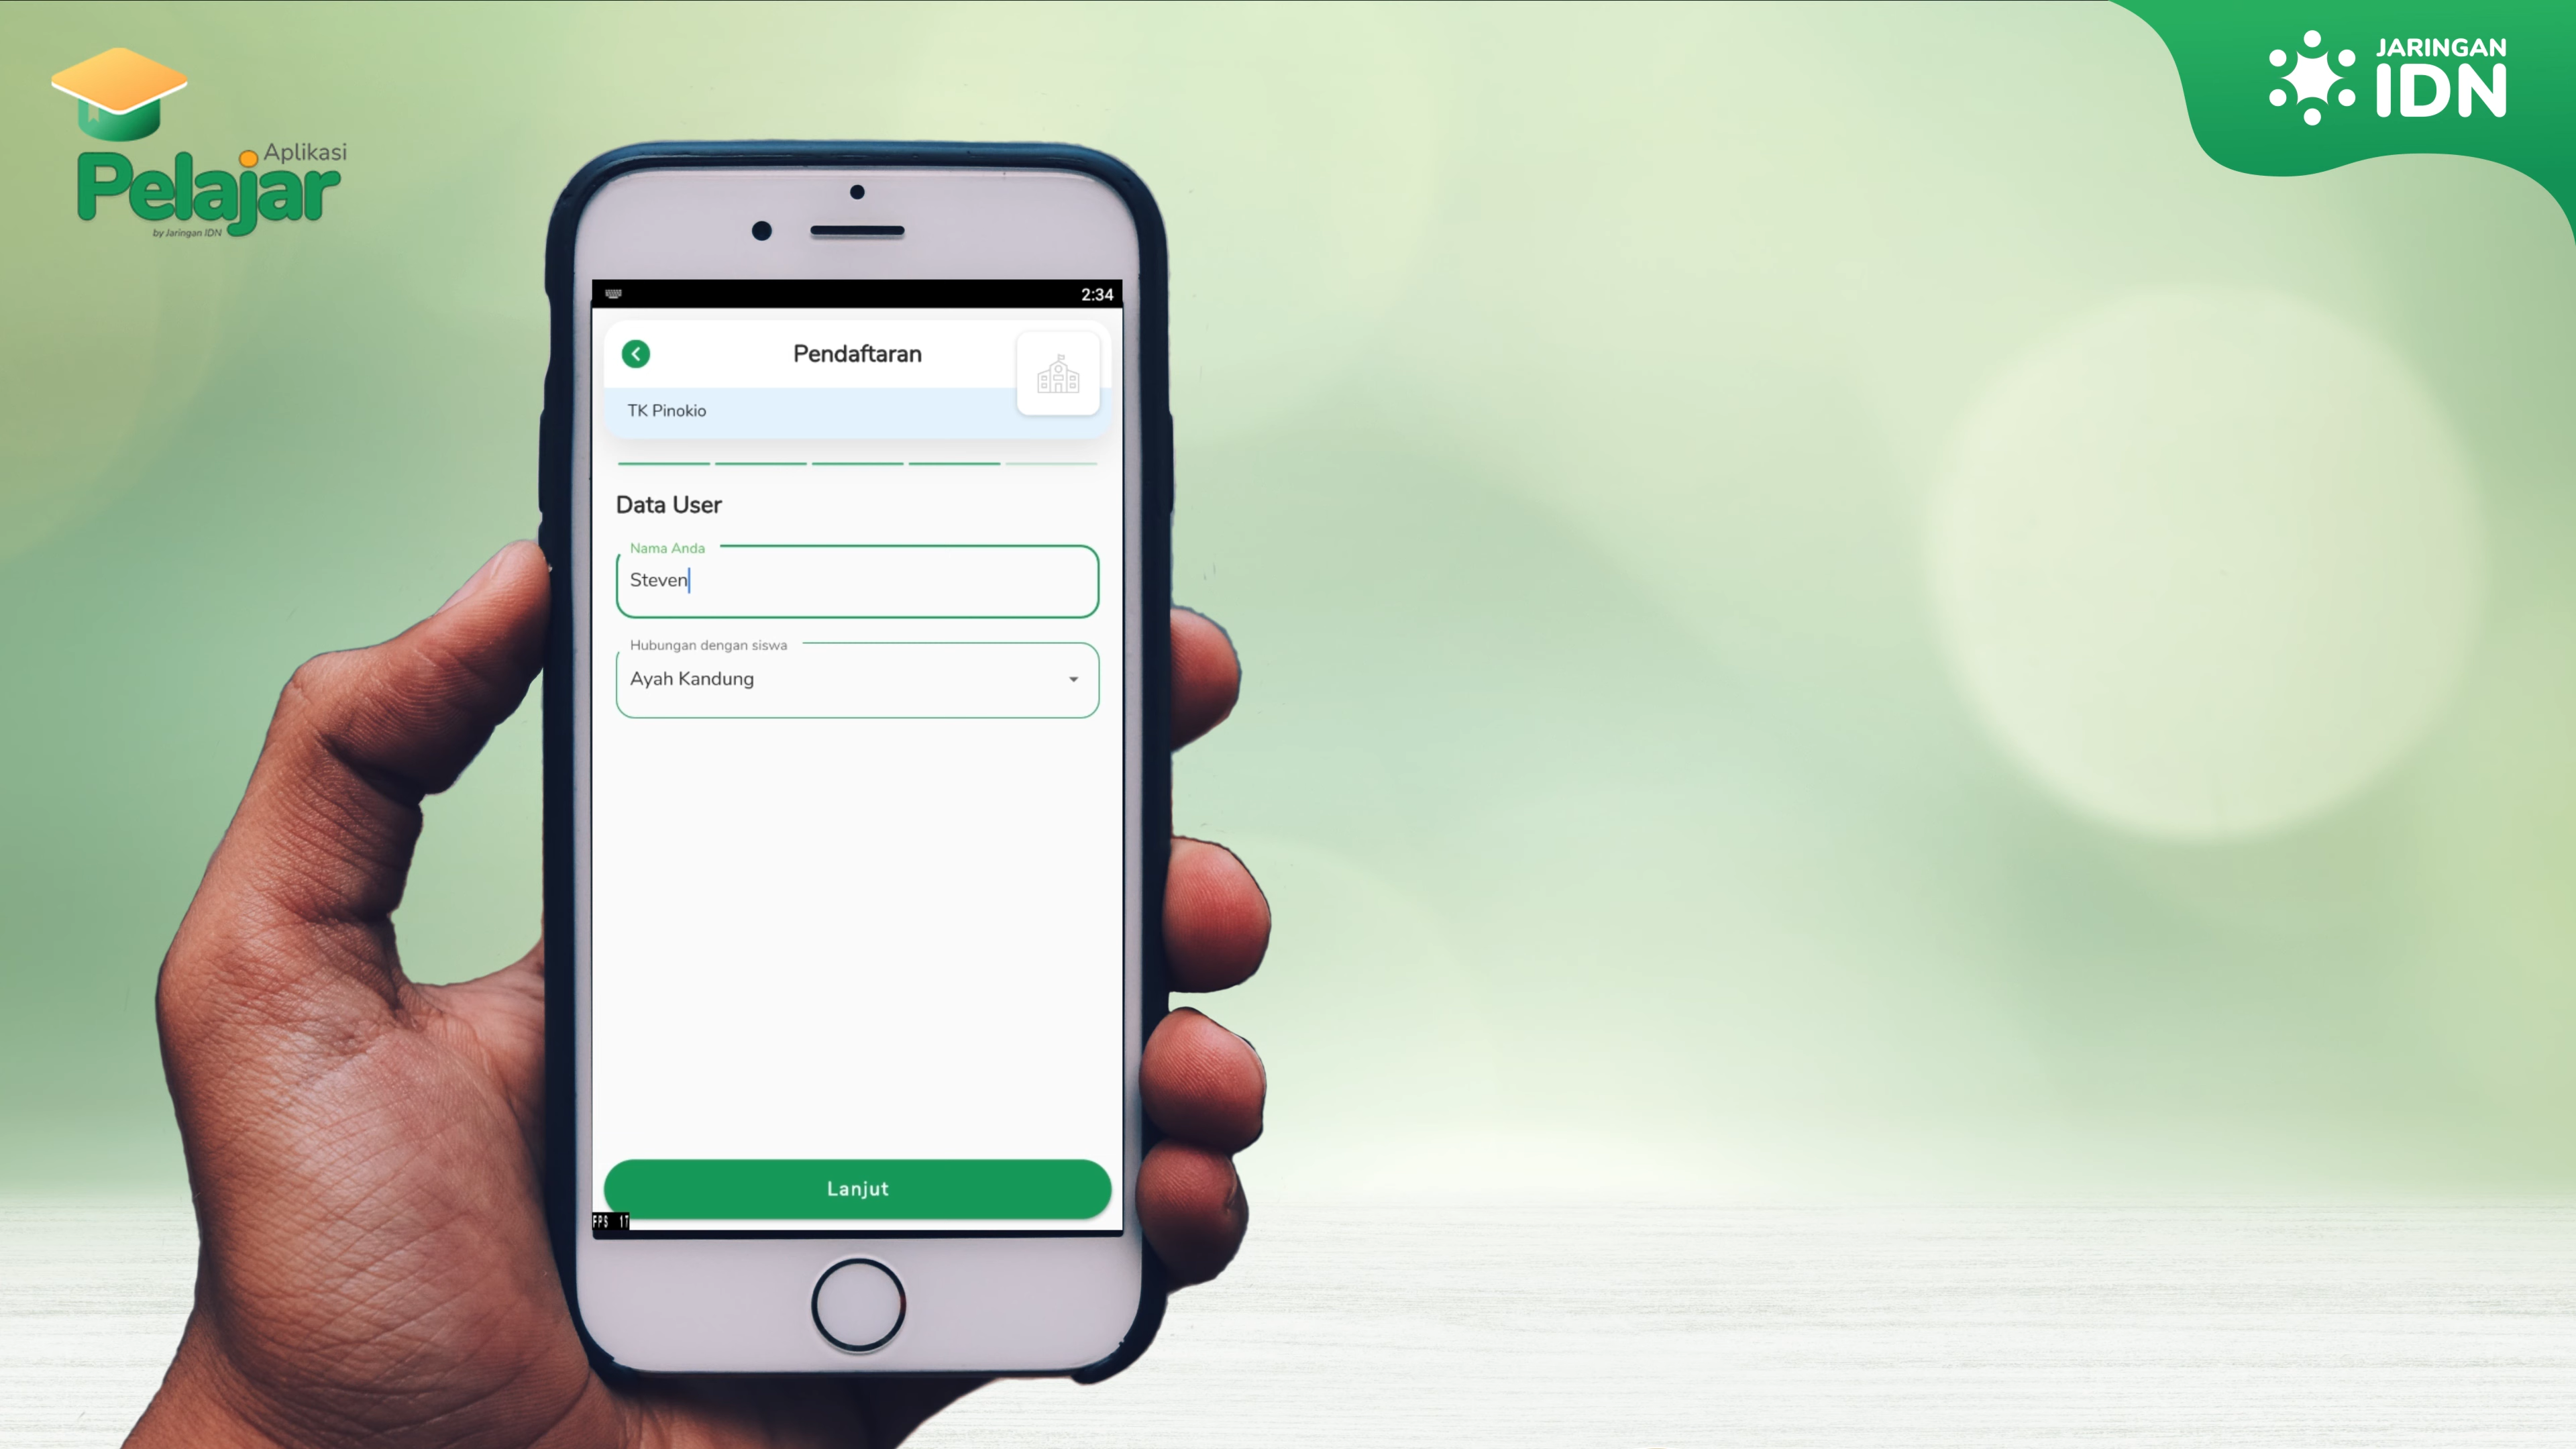 Aplikasi
Pelajar
by Jaringan IDN
JARINGAN
IDN
2:34
Pendaftaran
TK Pinokio
Data User
Nama Anda
Steven
Hubungan dengan siswa
Ayah Kandung
Lanjut
FPS 17